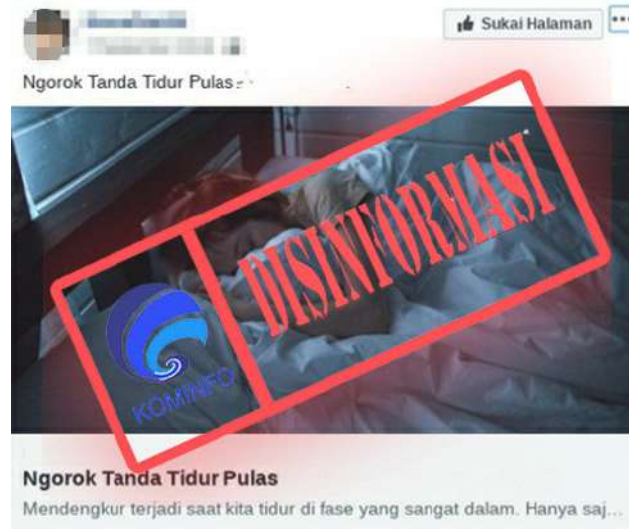 Sukai Halaman
Ngorok Tanda Tidur Pulas
DISINFORMASI
KOMINFO
Ngorok Tanda Tidur Pulas
Mendengkur terjadi saat kita tidur di fase yang sangat dalam. Hanya saj...